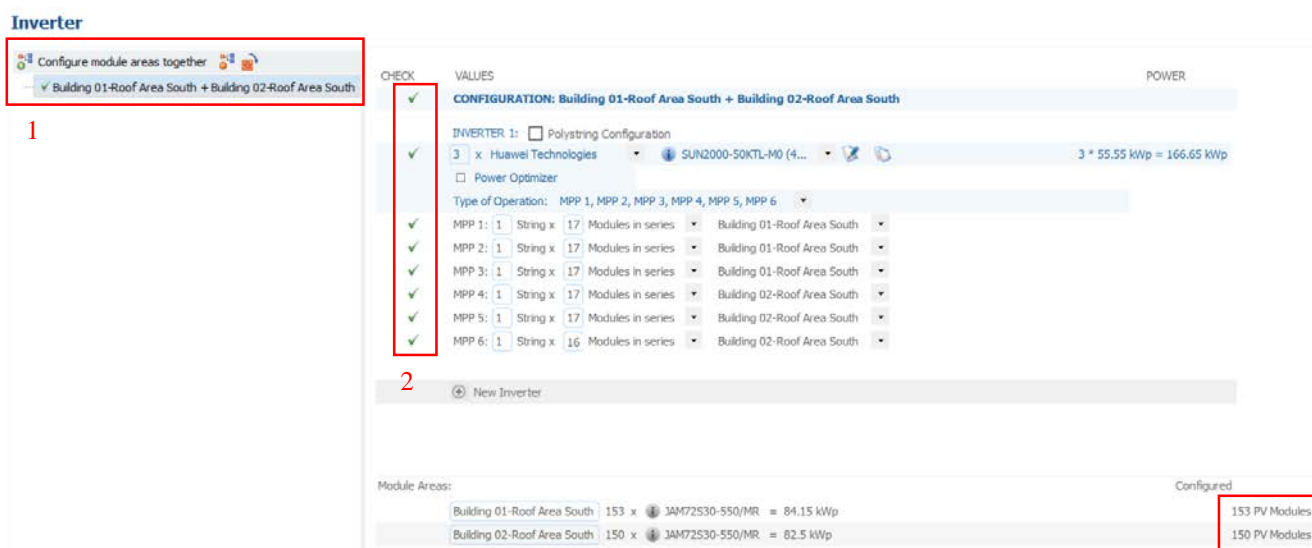 Inverter
Configure module areas together
Building 01-Roof Area South + Building 02-Roof Area South
1
CHECK VALUES POWER
CONFIGURATION: Building 01-Roof Area South + Building 02-Roof Area South
INVERTER 1: Polystring Configuration
3 x Huawei Technologies SUN2000-50KTL-M0 (4... 3 * 55.55 kWp = 166.65 kWp
Power Optimizer
Type of Operation: MPP 1, MPP 2, MPP 3, MPP 4, MPP 5, MPP 6
MPP 1: 1 String x 17 Modules in series Building 01-Roof Area South
MPP 2: 1 String x 17 Modules in series Building 01-Roof Area South
MPP 3: 1 String x 17 Modules in series Building 01-Roof Area South
MPP 4: 1 String x 17 Modules in series Building 02-Roof Area South
MPP 5: 1 String x 17 Modules in series Building 02-Roof Area South
MPP 6: 1 String x 16 Modules in series Building 02-Roof Area South
2
New Inverter
Module Areas: Configured
Building 01-Roof Area South 153 x JAM72S30-550/MR = 84.15 kWp 153 PV Modules
Building 02-Roof Area South 150 x JAM72S30-550/MR = 82.5 kWp 150 PV Modules